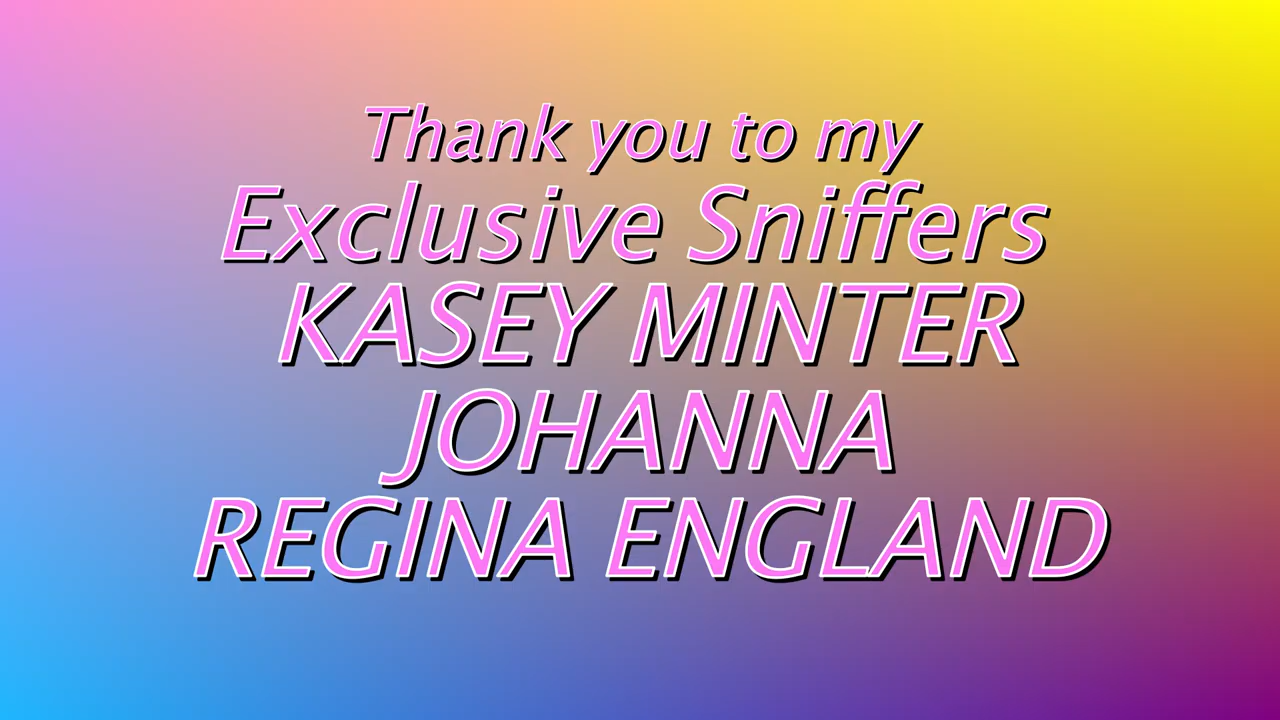 Thank you to my
Exclusive Sniffers
KASEY MINTER
JOHANNA
REGINA ENGLAND